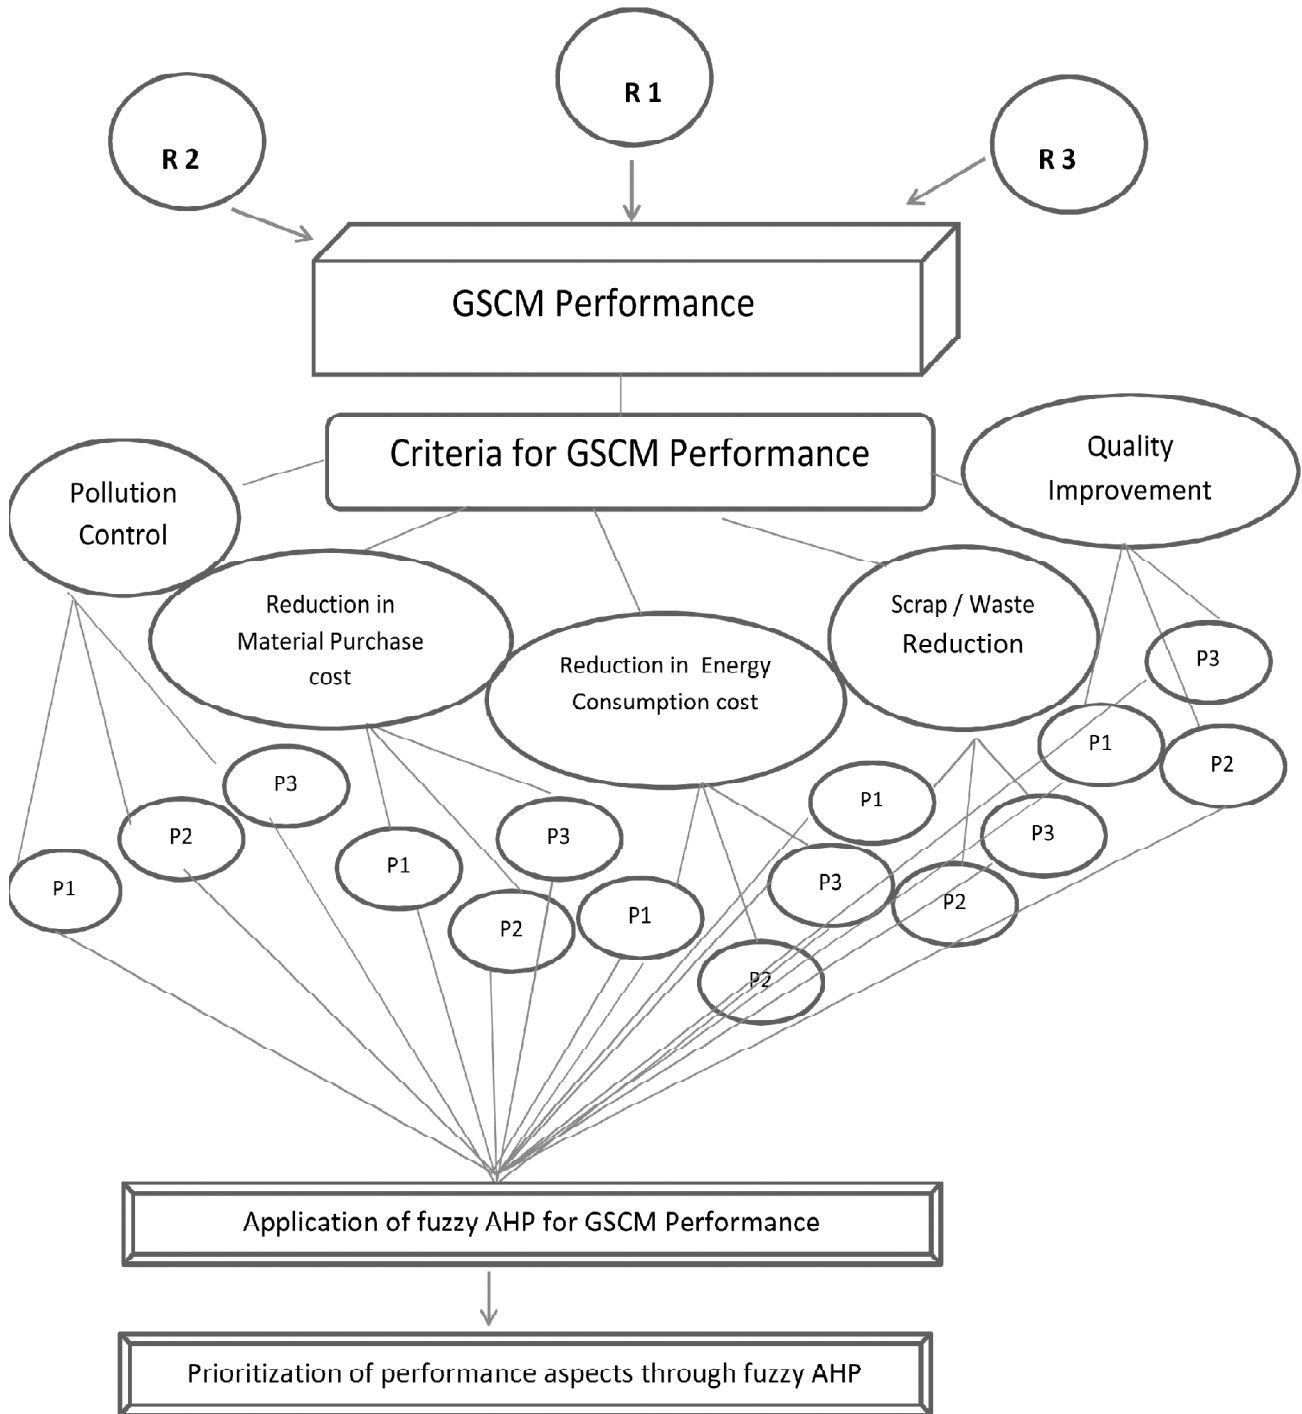 R 1
R 2
R 3
GSCM Performance
Criteria for GSCM Performance
Quality
Improvement
Pollution
Control
Reduction in
Material Purchase
cost
Reduction in Energy
Consumption cost
Scrap / Waste
Reduction
P3
P1
P2
P3
P2
P1
P1
P3
P2
P1
P3
P2
P1
P3
P2
Application of fuzzy AHP for GSCM Performance
Prioritization of performance aspects through fuzzy AHP